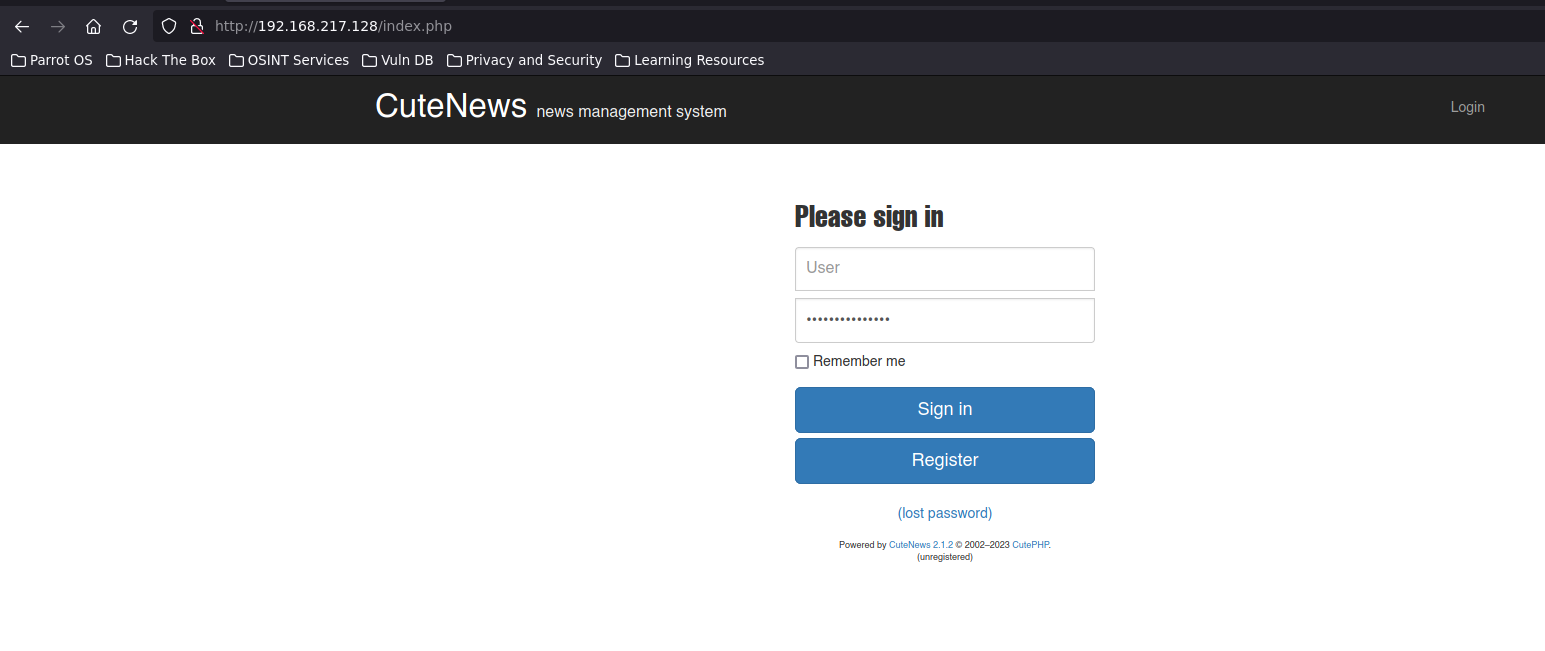 http://192.168.217.128/index.php
Parrot OS Hack The Box OSINT Services Vuln DB Privacy and Security Learning Resources
CuteNews news management system Login
Please sign in
User
•••••••••••••••
Remember me
Sign in
Register
(lost password)
Powered by CuteNews 2.1.2 © 2002–2023 CutePHP.
(unregistered)